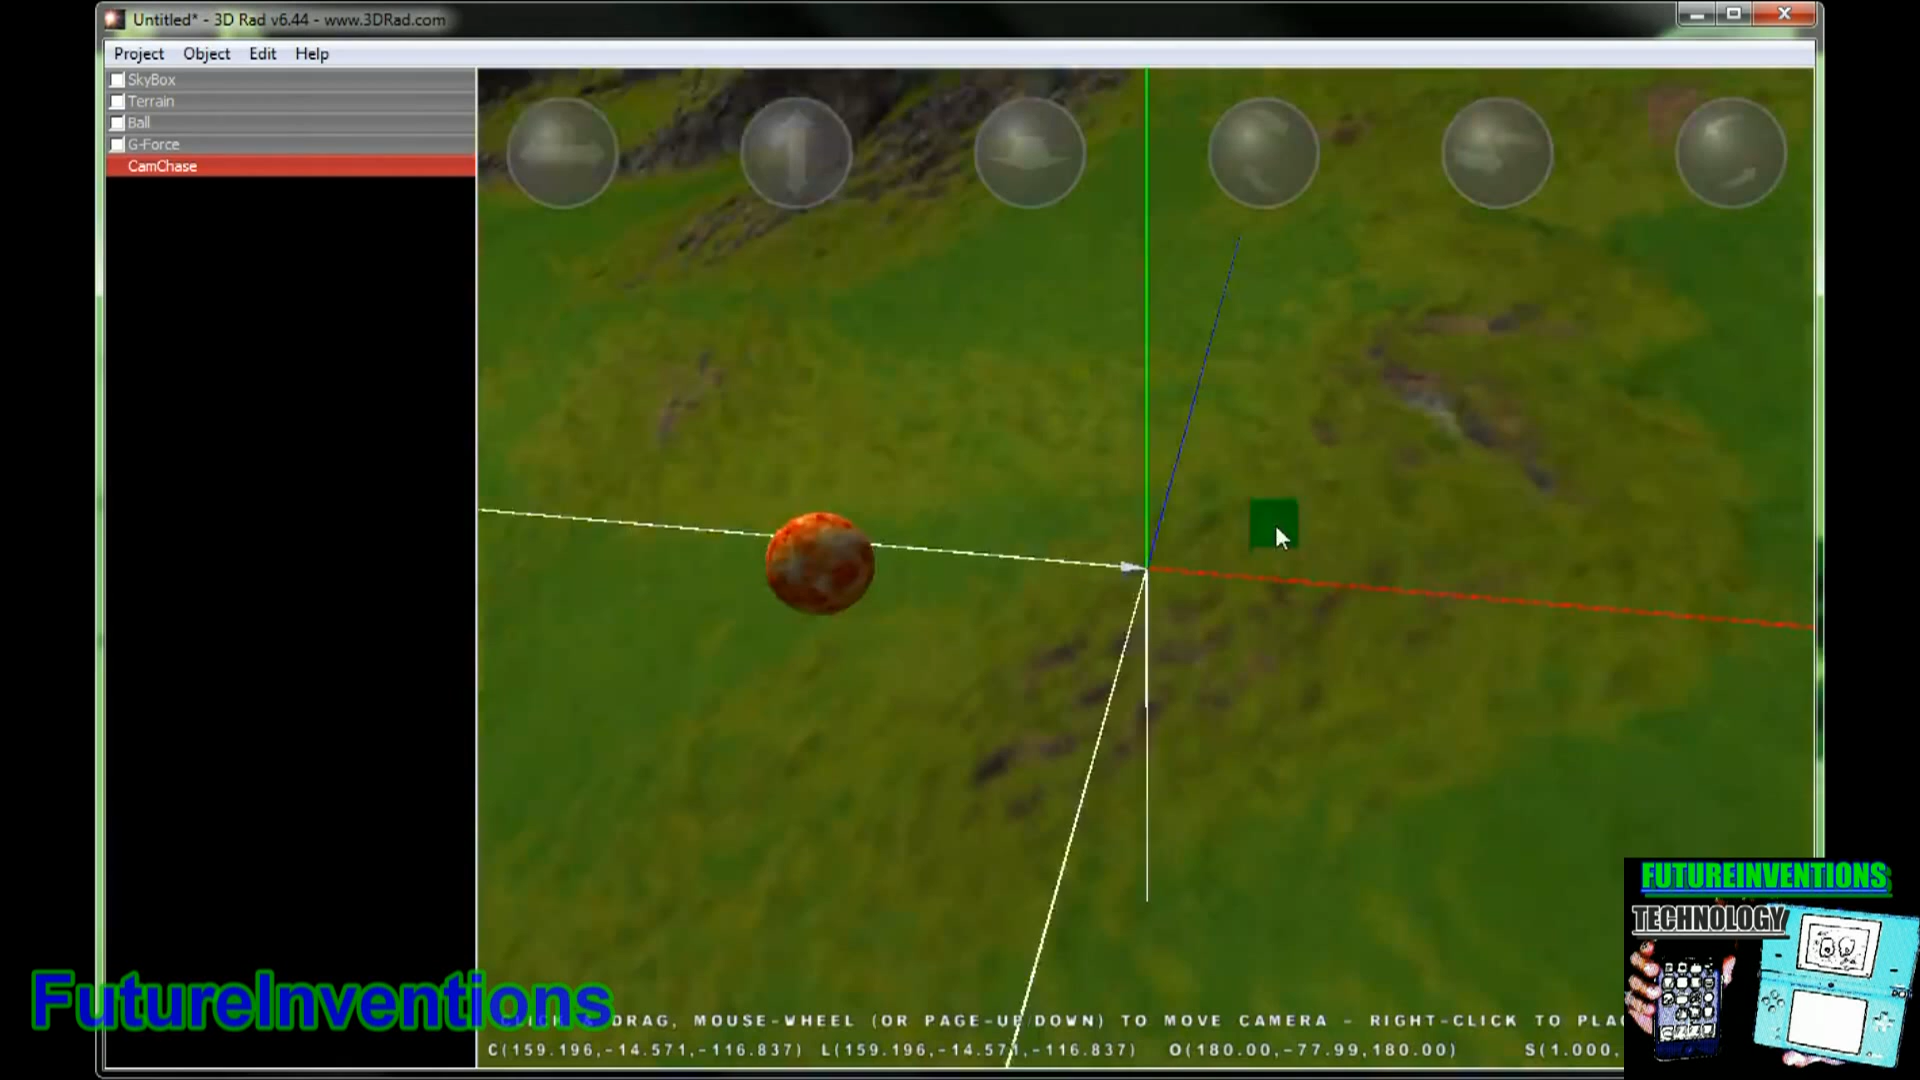 Untitled* - 3D Rad v6.44 - www.3DRad.com
Project Object Edit Help
SkyBox
Terrain
Ball
G-Force
CamChase
FUTUREINVENTIONS
TECHNOLOGY
FutureInventions
DRAG, MOUSE-WHEEL (OR PAGE-UP/DOWN) TO MOVE CAMERA - RIGHT-CLICK TO PLA
C(159.196,-14.571,-116.837) L(159.196,-14.571,-116.837) O(180.00,-77.99,180.00) S(1.000,